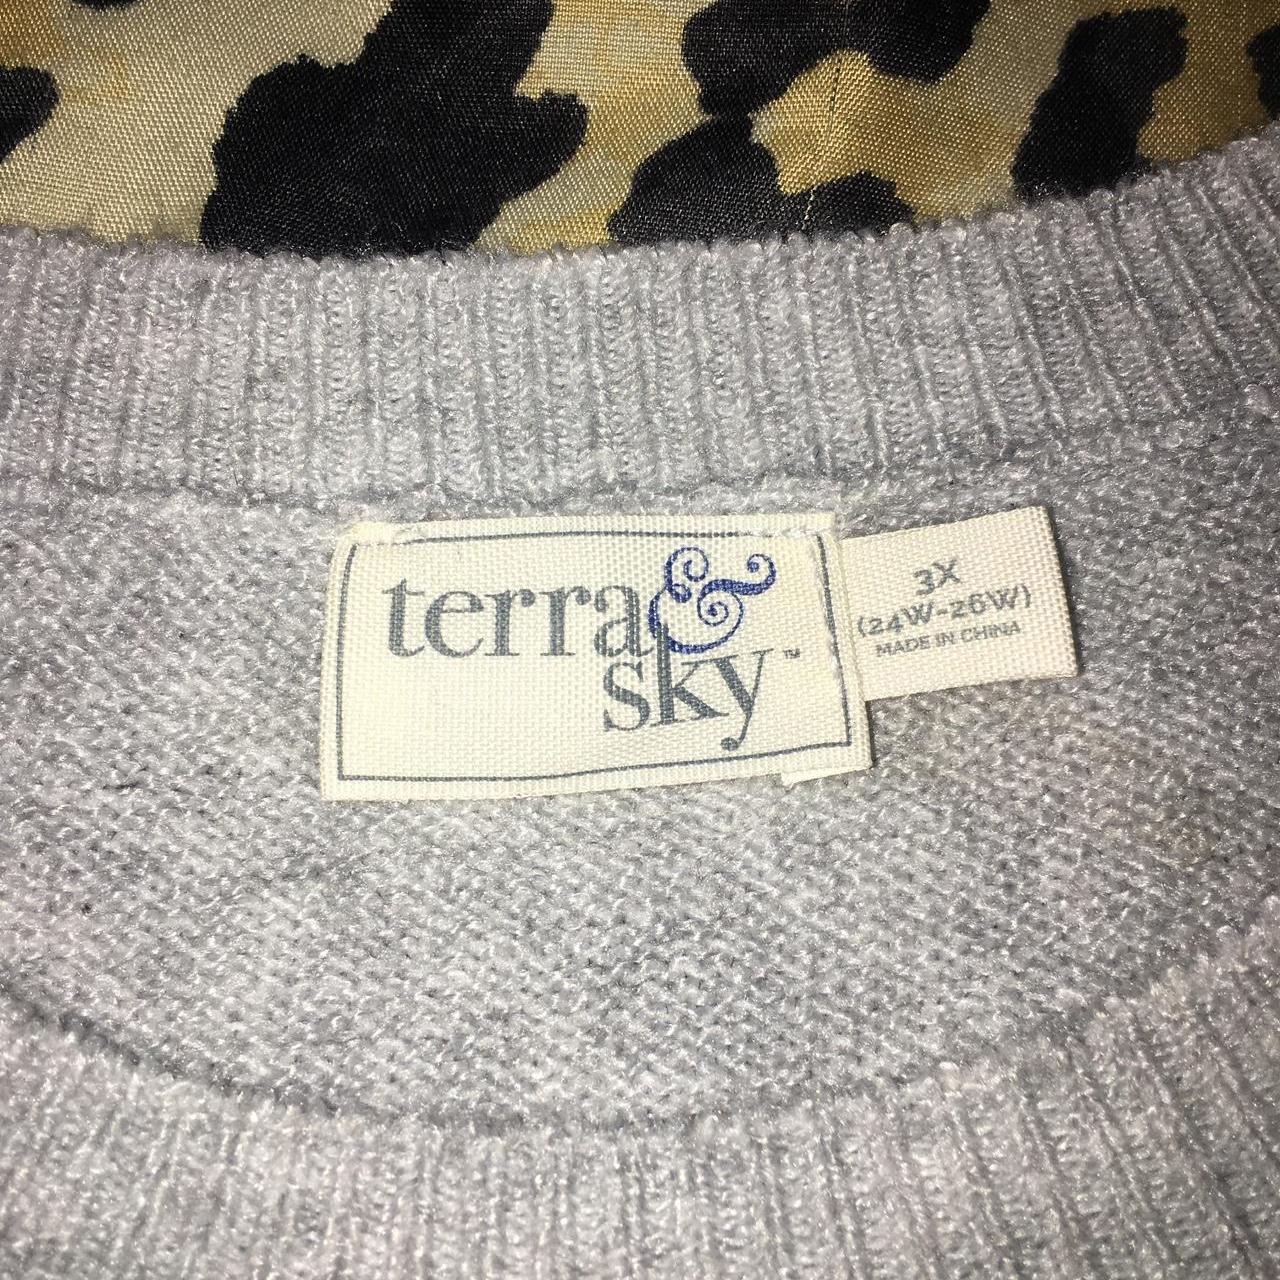 terra &
sky™
3X
(24W-26W)
MADE IN CHINA